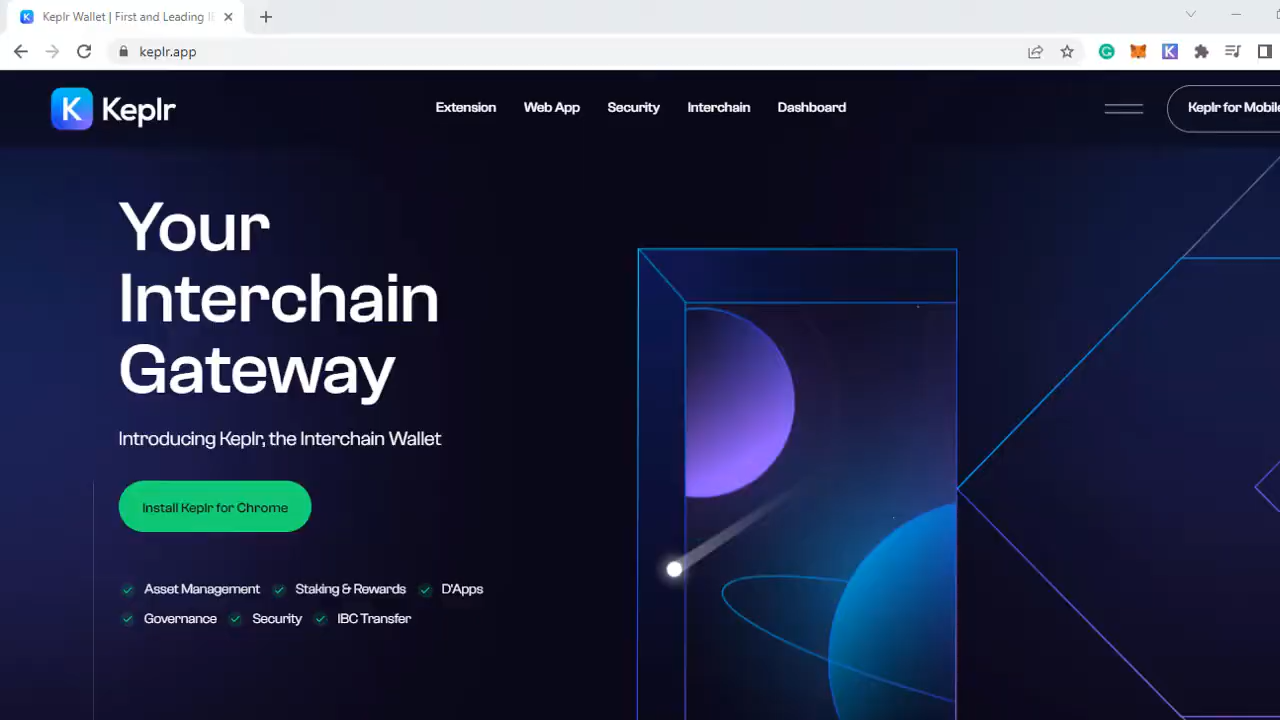 Keplr Wallet | First and Leading I
keplr.app
Keplr
Extension
Web App
Security
Interchain
Dashboard
Keplr for Mobile
Your
Interchain
Gateway
Introducing Keplr, the Interchain Wallet
Install Keplr for Chrome
Asset Management
Staking & Rewards
D'Apps
Governance
Security
IBC Transfer